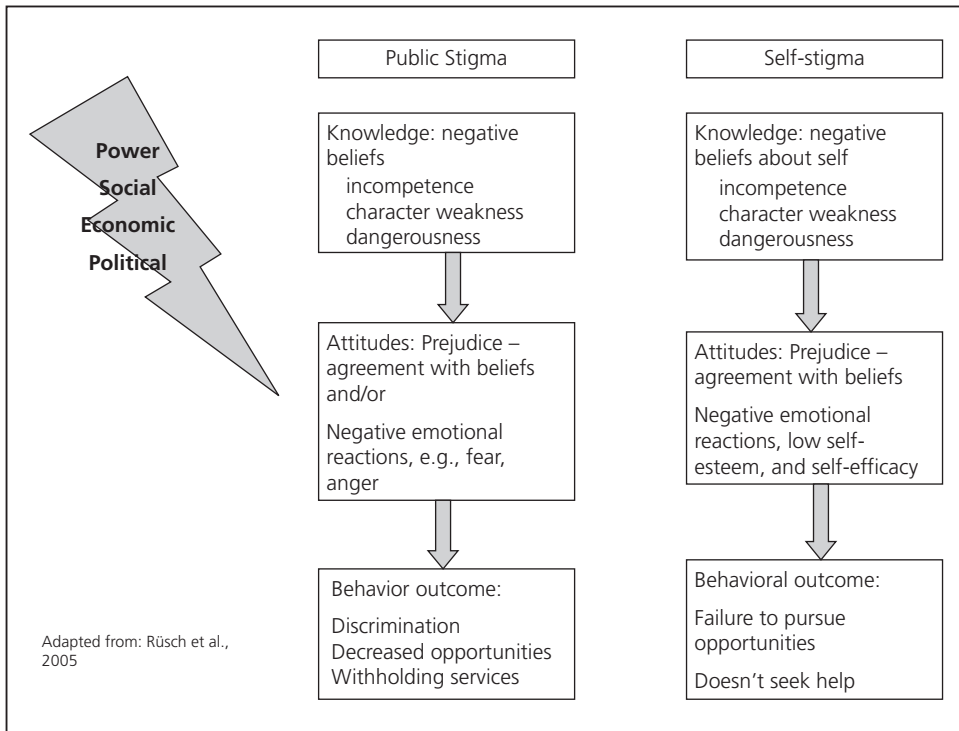 Power
Social
Economic
Political
Public Stigma
Knowledge: negative
beliefs
incompetence
character weakness
dangerousness
Attitudes: Prejudice –
agreement with beliefs
and/or
Negative emotional
reactions, e.g., fear,
anger
Behavior outcome:
Discrimination
Decreased opportunities
Withholding services
Self-stigma
Knowledge: negative
beliefs about self
incompetence
character weakness
dangerousness
Attitudes: Prejudice –
agreement with beliefs
Negative emotional
reactions, low self-
esteem, and self-efficacy
Behavioral outcome:
Failure to pursue
opportunities
Doesn't seek help
Adapted from: Rüsch et al.,
2005